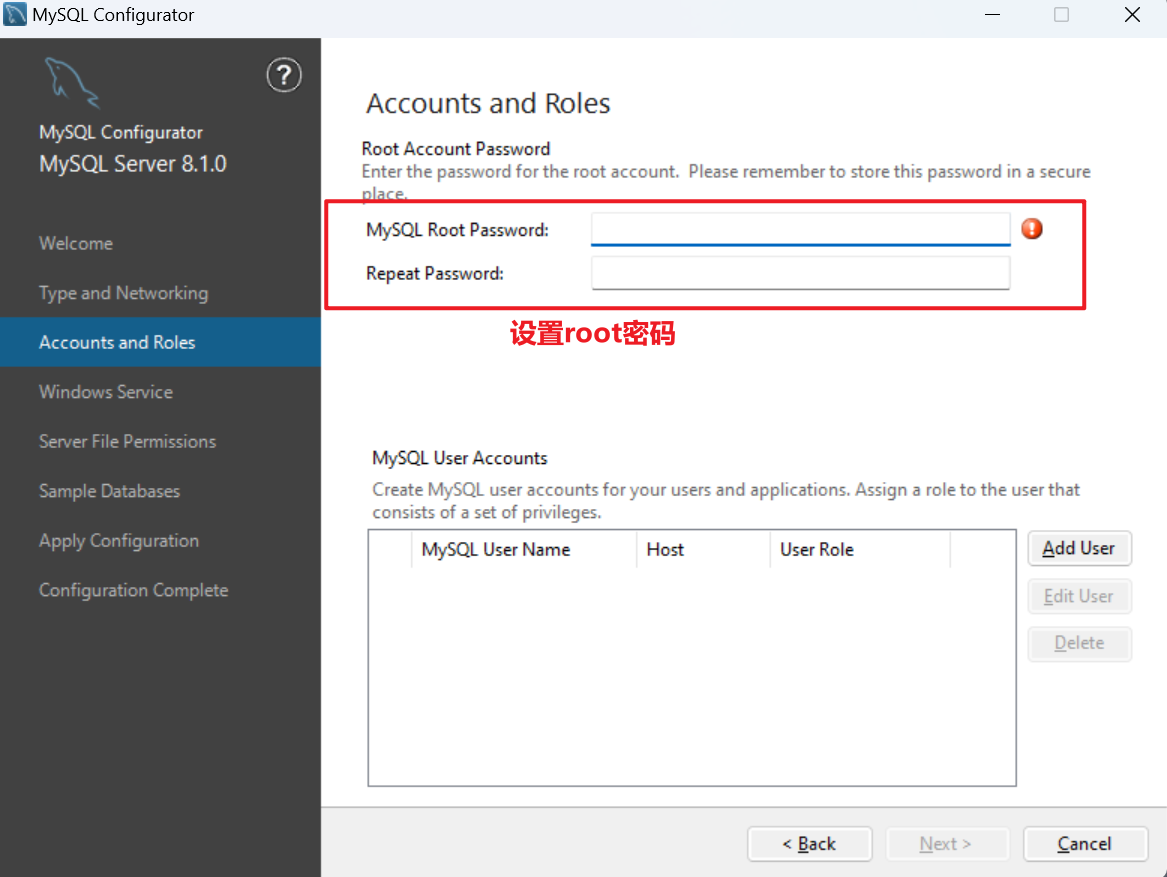 MySQL Configurator
?
MySQL Configurator
MySQL Server 8.1.0
Welcome
Type and Networking
Accounts and Roles
Windows Service
Server File Permissions
Sample Databases
Apply Configuration
Configuration Complete
Accounts and Roles
Root Account Password
Enter the password for the root account. Please remember to store this password in a secure
place.
MySQL Root Password:
Repeat Password:
设置root密码
MySQL User Accounts
Create MySQL user accounts for your users and applications. Assign a role to the user that
consists of a set of privileges.
MySQL User Name Host User Role
Add User
Edit User
Delete
< Back Next > Cancel